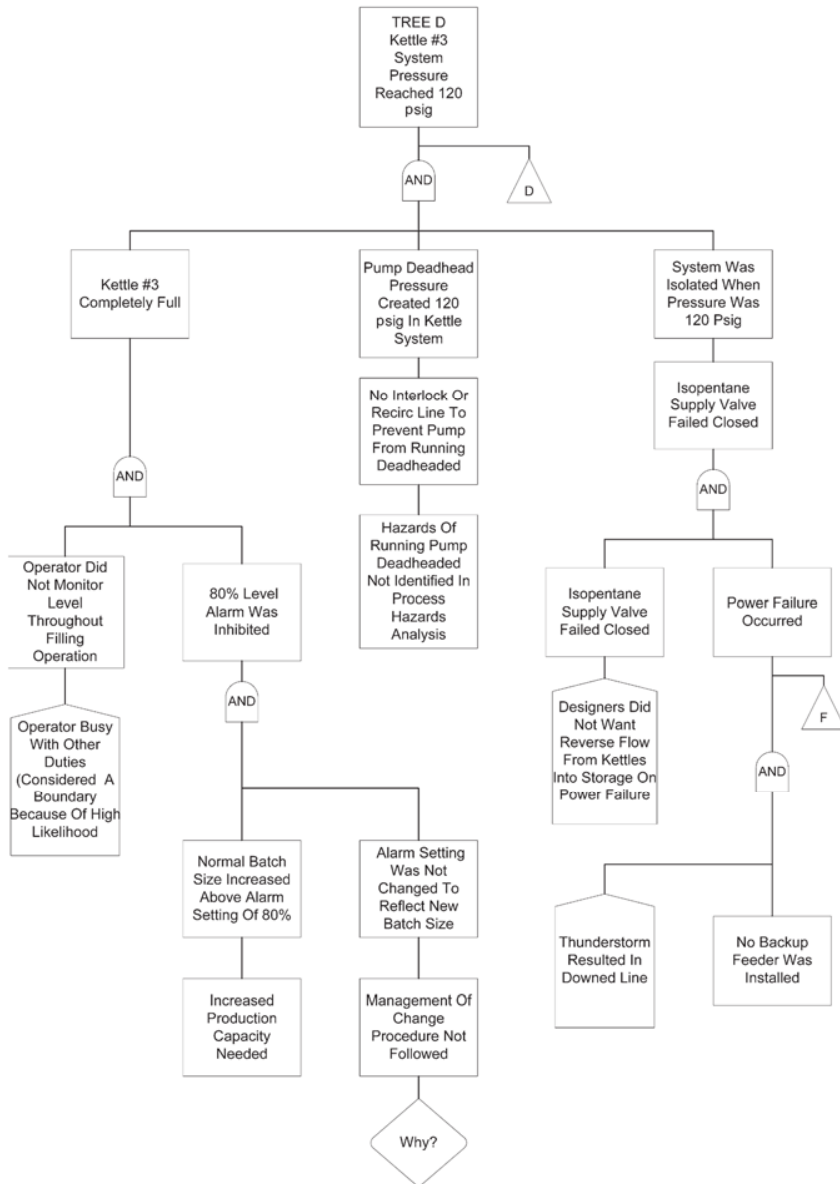 TREE D
Kettle #3
System
Pressure
Reached 120
psig
AND
D
Kettle #3
Completely Full
Pump Deadhead
Pressure
Created 120
psig In Kettle
System
System Was
Isolated When
Pressure Was
120 Psig
No Interlock Or
Recirc Line To
Prevent Pump
From Running
Deadheaded
Isopentane
Supply Valve
Failed Closed
AND
AND
Operator Did
Not Monitor
Level
Throughout
Filling
Operation
80% Level
Alarm Was
Inhibited
Hazards Of
Running Pump
Deadheaded
Not Identified In
Process
Hazards
Analysis
Isopentane
Supply Valve
Failed Closed
Power Failure
Occurred
Operator Busy
With Other
Duties
(Considered A
Boundary
Because Of High
Likelihood
AND
Designers Did
Not Want
Reverse Flow
From Kettles
Into Storage On
Power Failure
F
AND
Normal Batch
Size Increased
Above Alarm
Setting Of 80%
Alarm Setting
Was Not
Changed To
Reflect New
Batch Size
Thunderstorm
Resulted In
Downed Line
No Backup
Feeder Was
Installed
Increased
Production
Capacity
Needed
Management Of
Change
Procedure Not
Followed
Why?